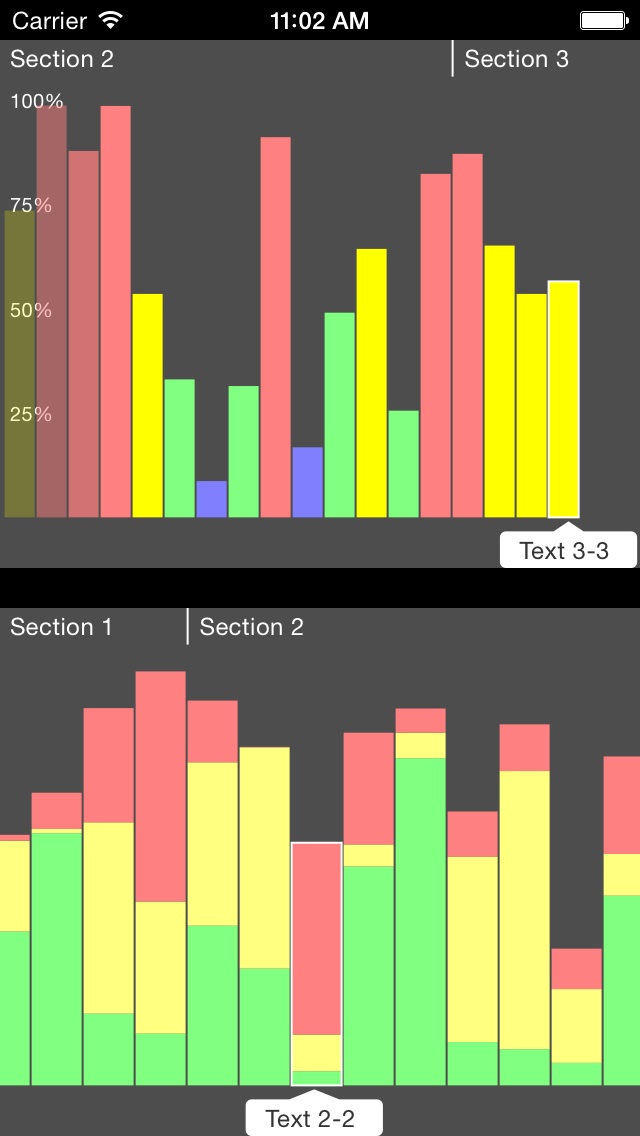 Carrier 11:02 AM
Section 2 Section 3
100%
75%
50%
25%
Text 3-3
Section 1 Section 2
Text 2-2